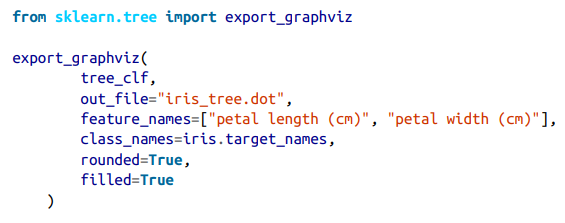 from sklearn.tree import export_graphviz
export_graphviz(
tree_clf,
out_file="iris_tree.dot",
feature_names=["petal length (cm)", "petal width (cm)"],
class_names=iris.target_names,
rounded=True,
filled=True
)